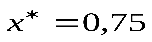 x* = 0,75